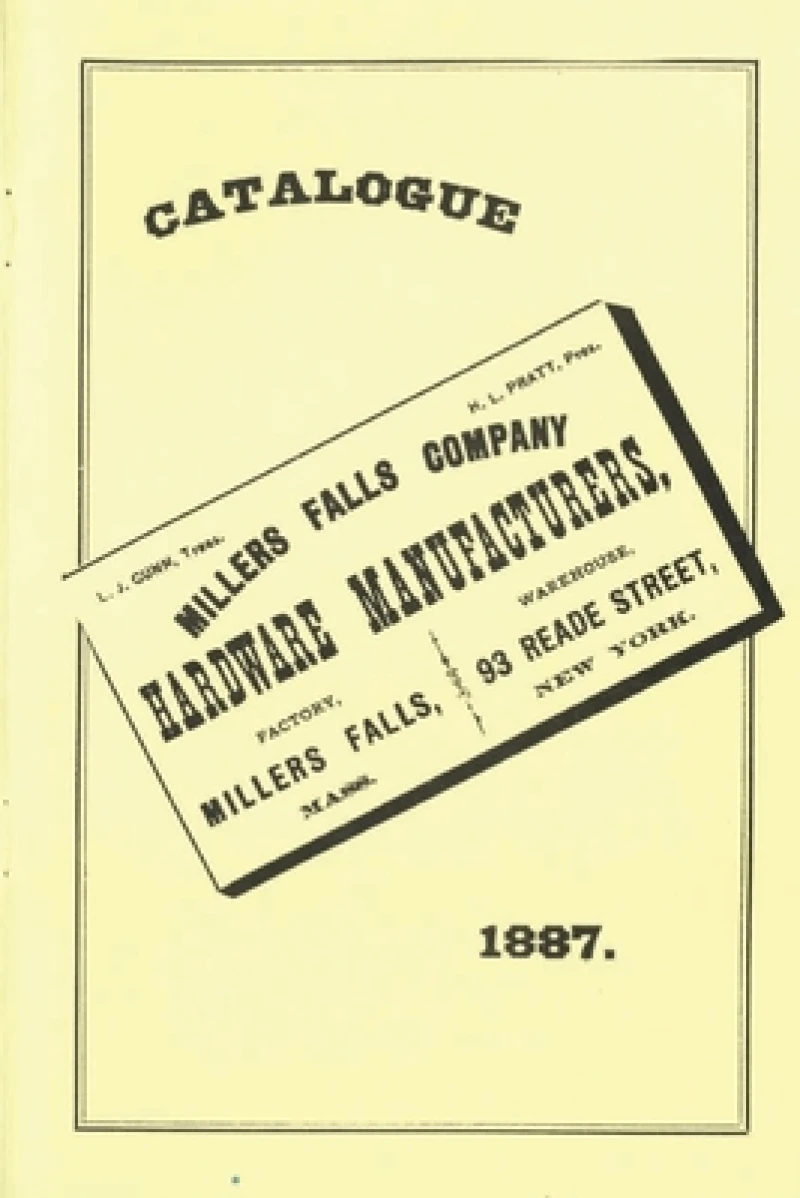 CATALOGUE
H. L. PRATT, Pres.
L. J. GUNN, Treas.
MILLERS FALLS COMPANY
HARDWARE MANUFACTURERS,
FACTORY,
MILLERS FALLS,
MASS.
WAREHOUSE,
93 READE STREET,
NEW YORK.
1887.